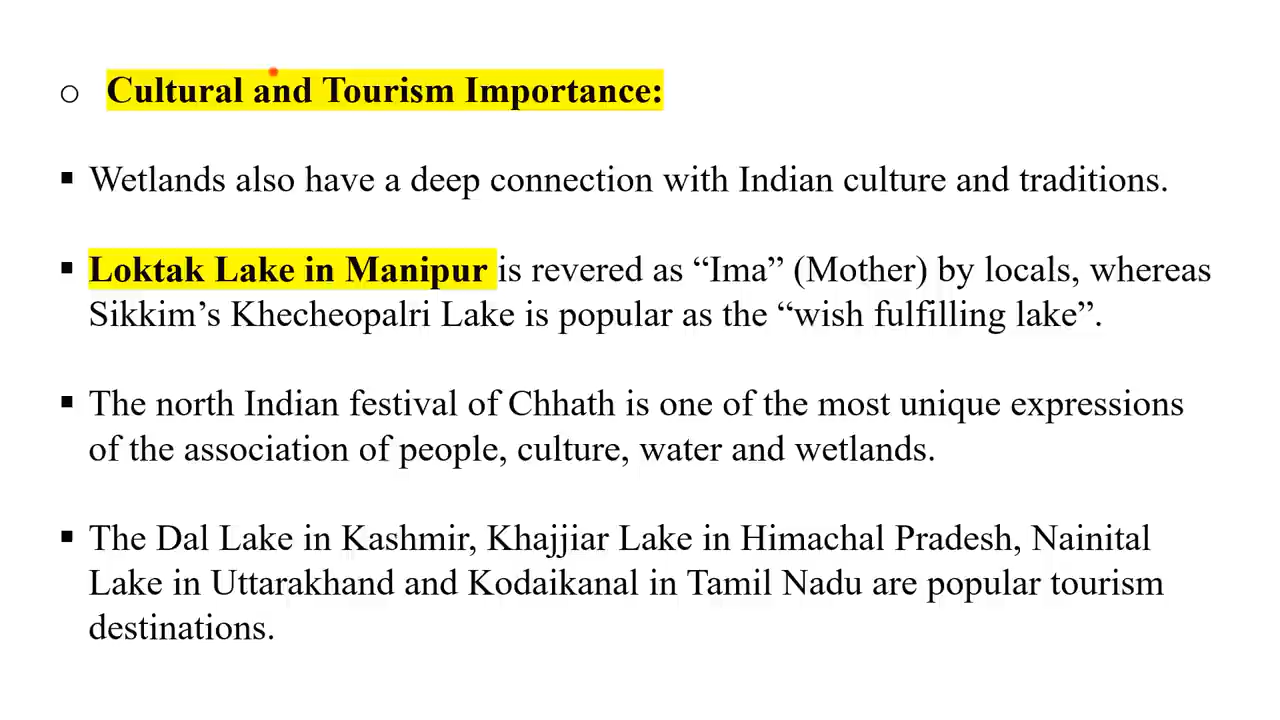 ○ Cultural and Tourism Importance:
▪ Wetlands also have a deep connection with Indian culture and traditions.
▪ Loktak Lake in Manipur is revered as “Ima” (Mother) by locals, whereas
Sikkim’s Khecheopalri Lake is popular as the “wish fulfilling lake”.
▪ The north Indian festival of Chhath is one of the most unique expressions
of the association of people, culture, water and wetlands.
▪ The Dal Lake in Kashmir, Khajjiar Lake in Himachal Pradesh, Nainital
Lake in Uttarakhand and Kodaikanal in Tamil Nadu are popular tourism
destinations.